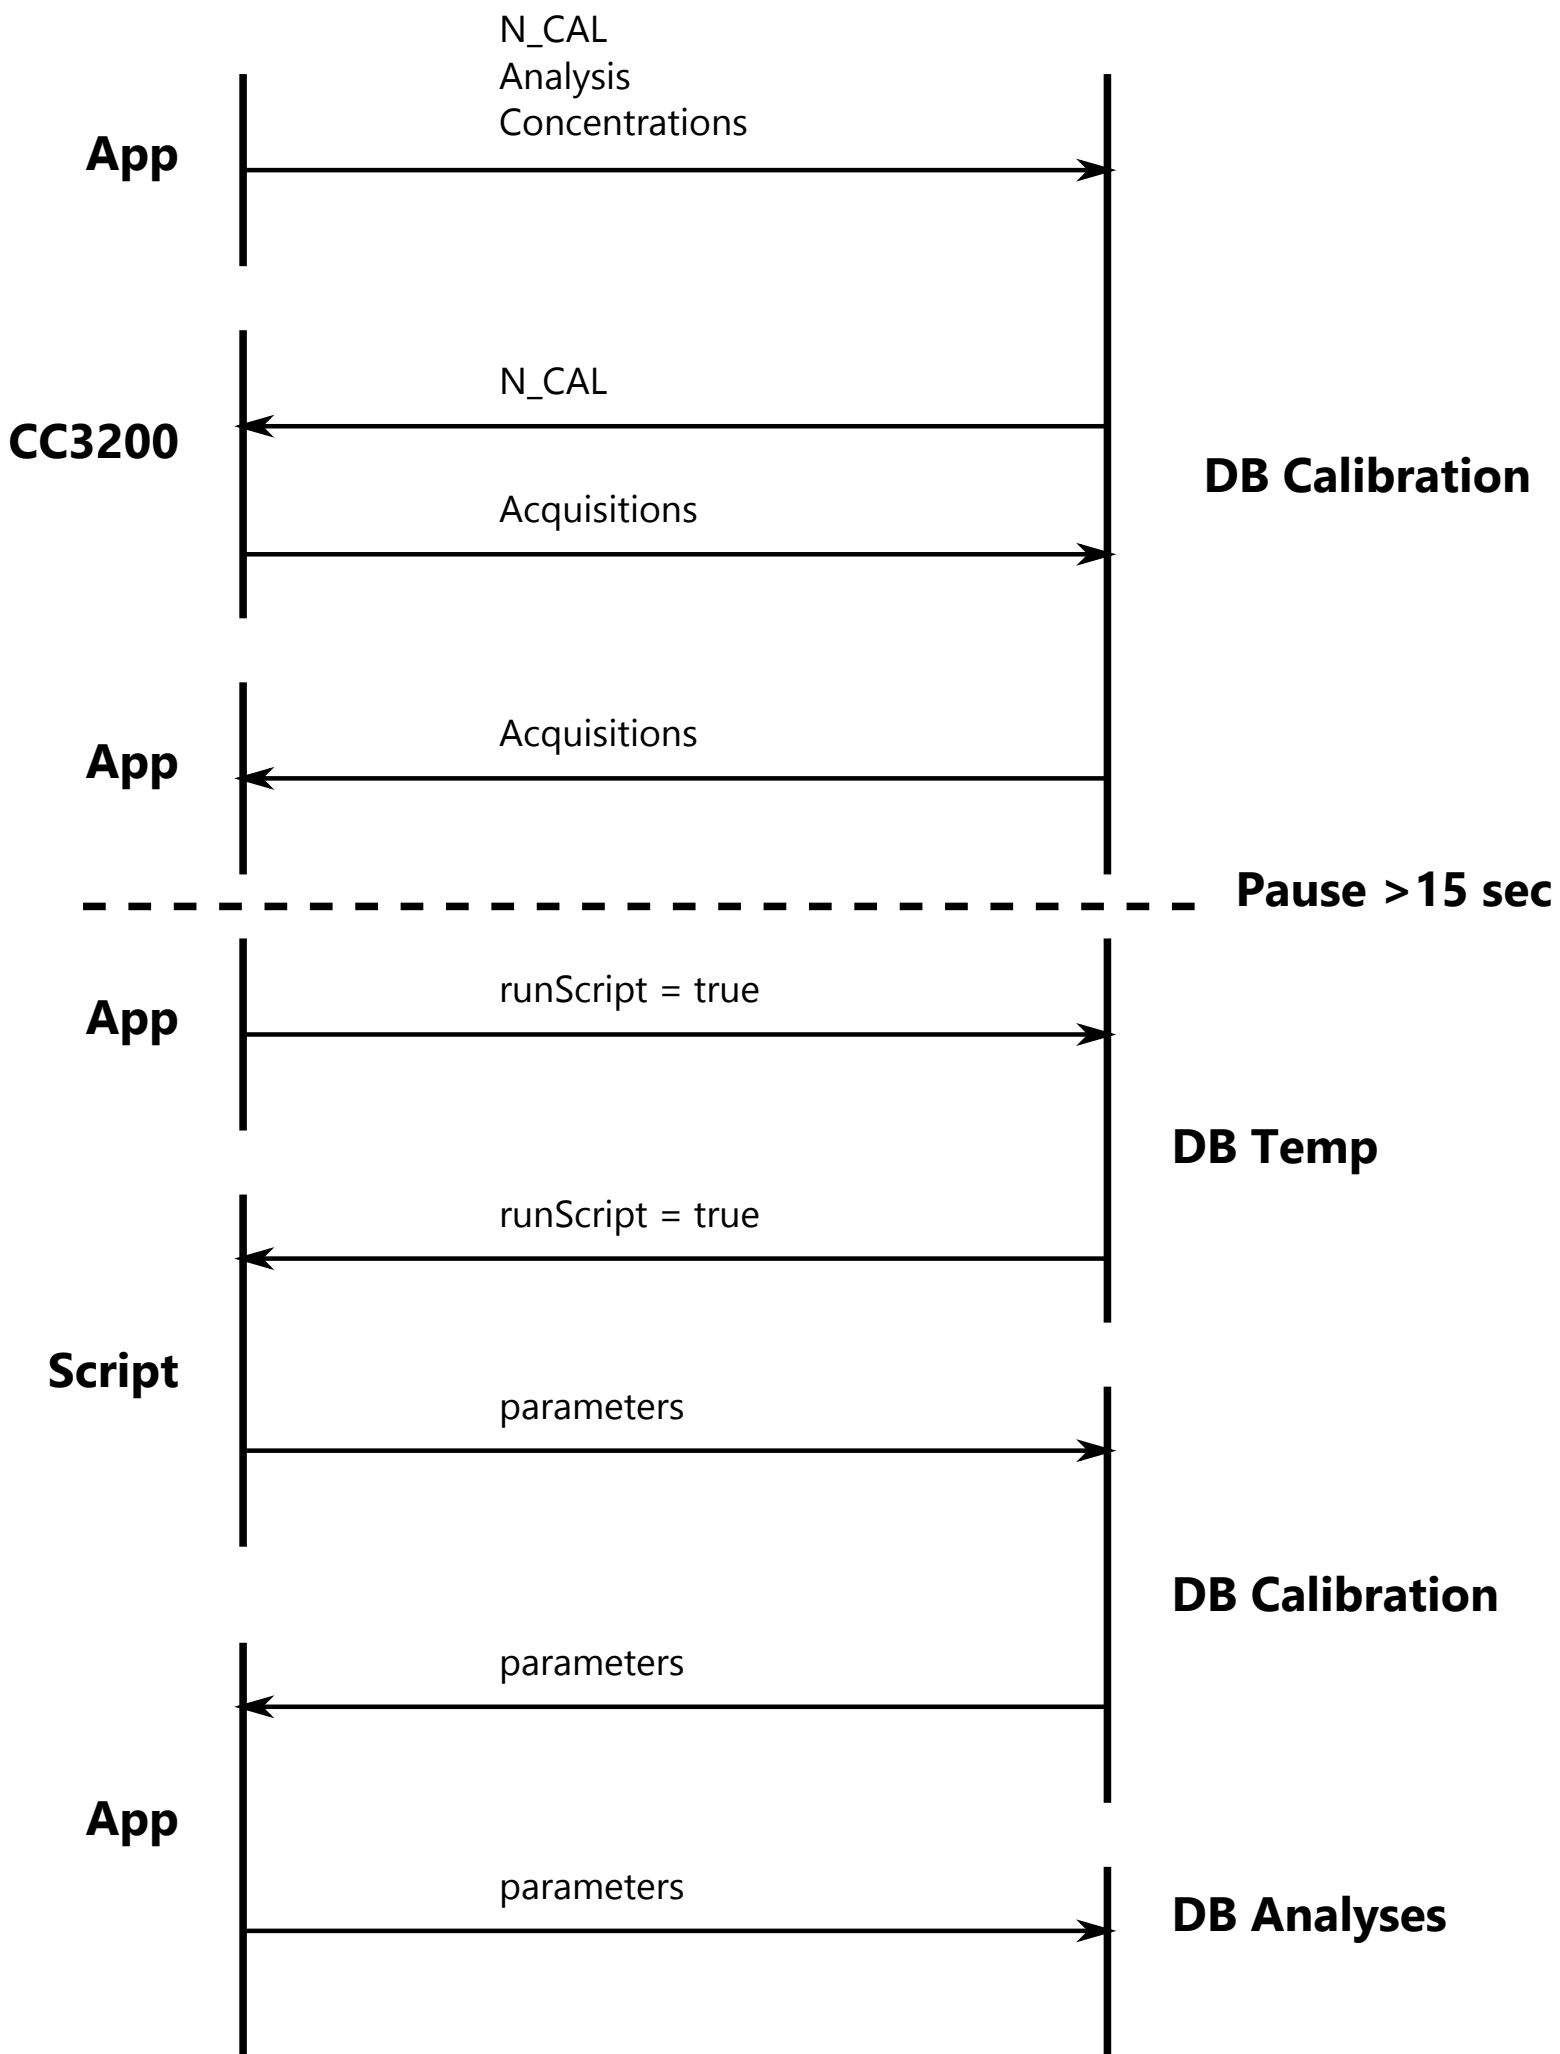 N_CAL
Analysis
Concentrations
App
N_CAL
CC3200
DB Calibration
Acquisitions
Acquisitions
App
Pause >15 sec
runScript = true
App
DB Temp
runScript = true
Script
parameters
DB Calibration
parameters
App
parameters
DB Analyses